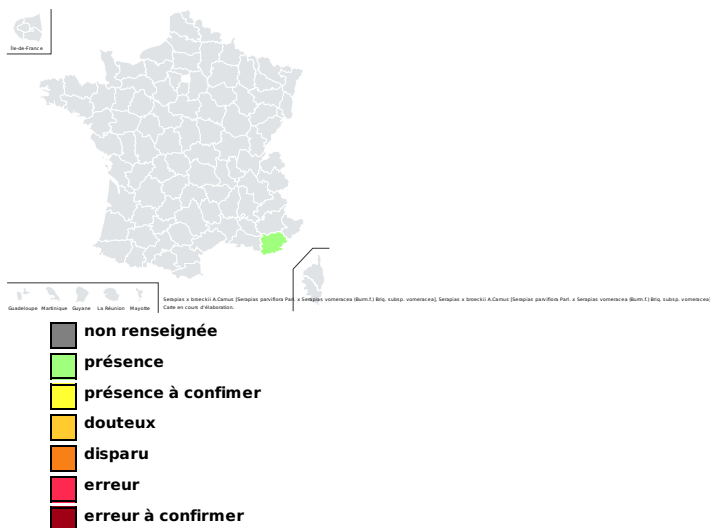 Île-de-France
Guadeloupe Martinique Guyane La Réunion Mayotte
Serapias x broeckii A.Camus [Serapias parviflora Parl. x Serapias vomeracea (Burm.f.) Briq. subsp. vomeracea], Serapias x broeckii A.Camus [Serapias parviflora Parl. x Serapias vomeracea (Burm.f.) Briq. subsp. vomeracea]
Carte en cours d'élaboration.
non renseignée
présence
présence à confimer
douteux
disparu
erreur
erreur à confirmer